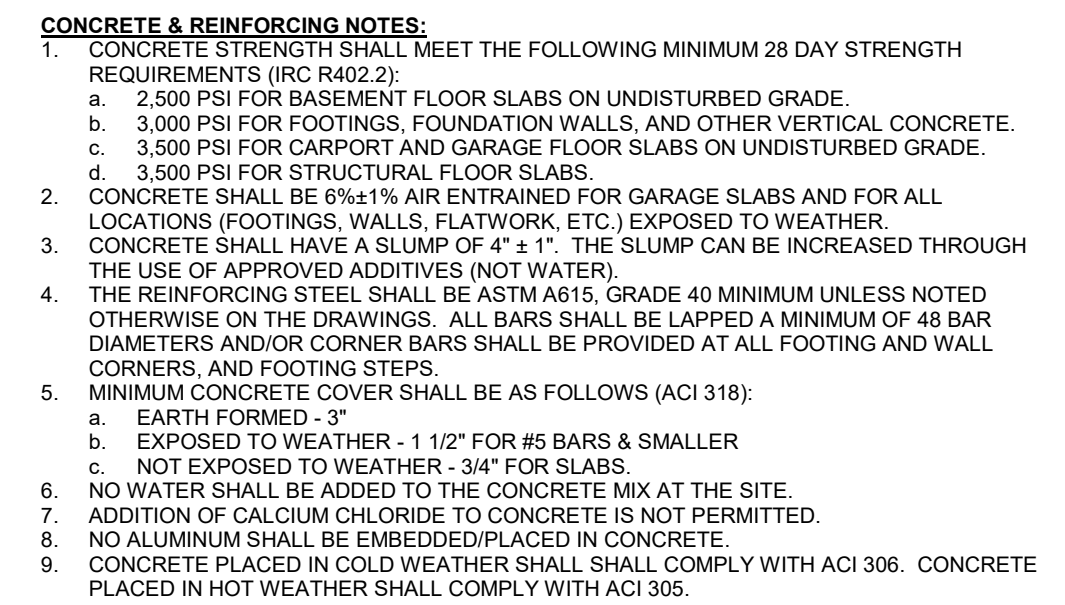 CONCRETE & REINFORCING NOTES:
1. CONCRETE STRENGTH SHALL MEET THE FOLLOWING MINIMUM 28 DAY STRENGTH
REQUIREMENTS (IRC R402.2):
a. 2,500 PSI FOR BASEMENT FLOOR SLABS ON UNDISTURBED GRADE.
b. 3,000 PSI FOR FOOTINGS, FOUNDATION WALLS, AND OTHER VERTICAL CONCRETE.
c. 3,500 PSI FOR CARPORT AND GARAGE FLOOR SLABS ON UNDISTURBED GRADE.
d. 3,500 PSI FOR STRUCTURAL FLOOR SLABS.
2. CONCRETE SHALL BE 6%±1% AIR ENTRAINED FOR GARAGE SLABS AND FOR ALL
LOCATIONS (FOOTINGS, WALLS, FLATWORK, ETC.) EXPOSED TO WEATHER.
3. CONCRETE SHALL HAVE A SLUMP OF 4" ± 1". THE SLUMP CAN BE INCREASED THROUGH
THE USE OF APPROVED ADDITIVES (NOT WATER).
4. THE REINFORCING STEEL SHALL BE ASTM A615, GRADE 40 MINIMUM UNLESS NOTED
OTHERWISE ON THE DRAWINGS. ALL BARS SHALL BE LAPPED A MINIMUM OF 48 BAR
DIAMETERS AND/OR CORNER BARS SHALL BE PROVIDED AT ALL FOOTING AND WALL
CORNERS, AND FOOTING STEPS.
5. MINIMUM CONCRETE COVER SHALL BE AS FOLLOWS (ACI 318):
a. EARTH FORMED - 3"
b. EXPOSED TO WEATHER - 1 1/2" FOR #5 BARS & SMALLER
c. NOT EXPOSED TO WEATHER - 3/4" FOR SLABS.
6. NO WATER SHALL BE ADDED TO THE CONCRETE MIX AT THE SITE.
7. ADDITION OF CALCIUM CHLORIDE TO CONCRETE IS NOT PERMITTED.
8. NO ALUMINUM SHALL BE EMBEDDED/PLACED IN CONCRETE.
9. CONCRETE PLACED IN COLD WEATHER SHALL SHALL COMPLY WITH ACI 306. CONCRETE
PLACED IN HOT WEATHER SHALL COMPLY WITH ACI 305.